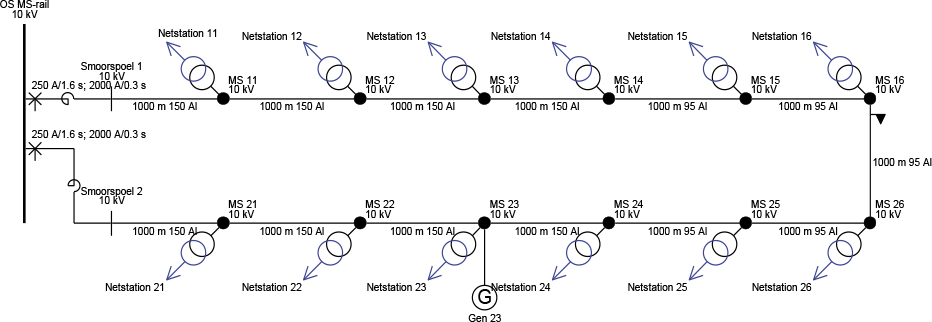 OS MS-rail
10 kV
Netstation 11
Netstation 12
Netstation 13
Netstation 14
Netstation 15
Netstation 16
Smoorspoel 1
10 kV
250 A/1.6 s; 2000 A/0.3 s
MS 11
10 kV
MS 12
10 kV
MS 13
10 kV
MS 14
10 kV
MS 15
10 kV
MS 16
10 kV
1000 m 150 Al
1000 m 150 Al
1000 m 150 Al
1000 m 150 Al
1000 m 95 Al
1000 m 95 Al
250 A/1.6 s; 2000 A/0.3 s
1000 m 95 Al
Smoorspoel 2
10 kV
MS 21
10 kV
MS 22
10 kV
MS 23
10 kV
MS 24
10 kV
MS 25
10 kV
MS 26
10 kV
1000 m 150 Al
1000 m 150 Al
1000 m 150 Al
1000 m 150 Al
1000 m 95 Al
1000 m 95 Al
Netstation 21
Netstation 22
Netstation 23
Netstation 24
Netstation 25
Netstation 26
G
Gen 23